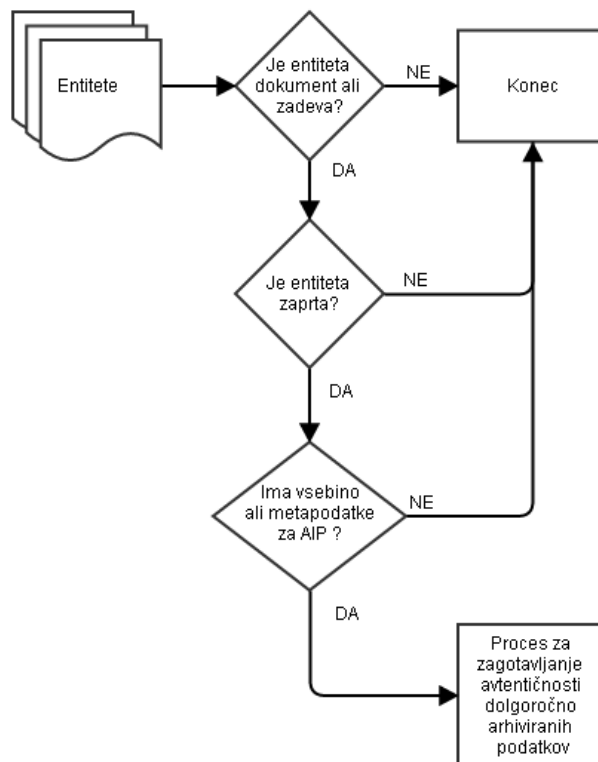 Entitete
Je entiteta
dokument ali
zadeva?
NE
Konec
DA
Je entiteta
zaprta?
NE
DA
Ima vsebino
ali metapodatke
za AIP ?
NE
DA
Proces za
zagotavljanje
avtentičnosti
dolgoročno
arhiviranih
podatkov